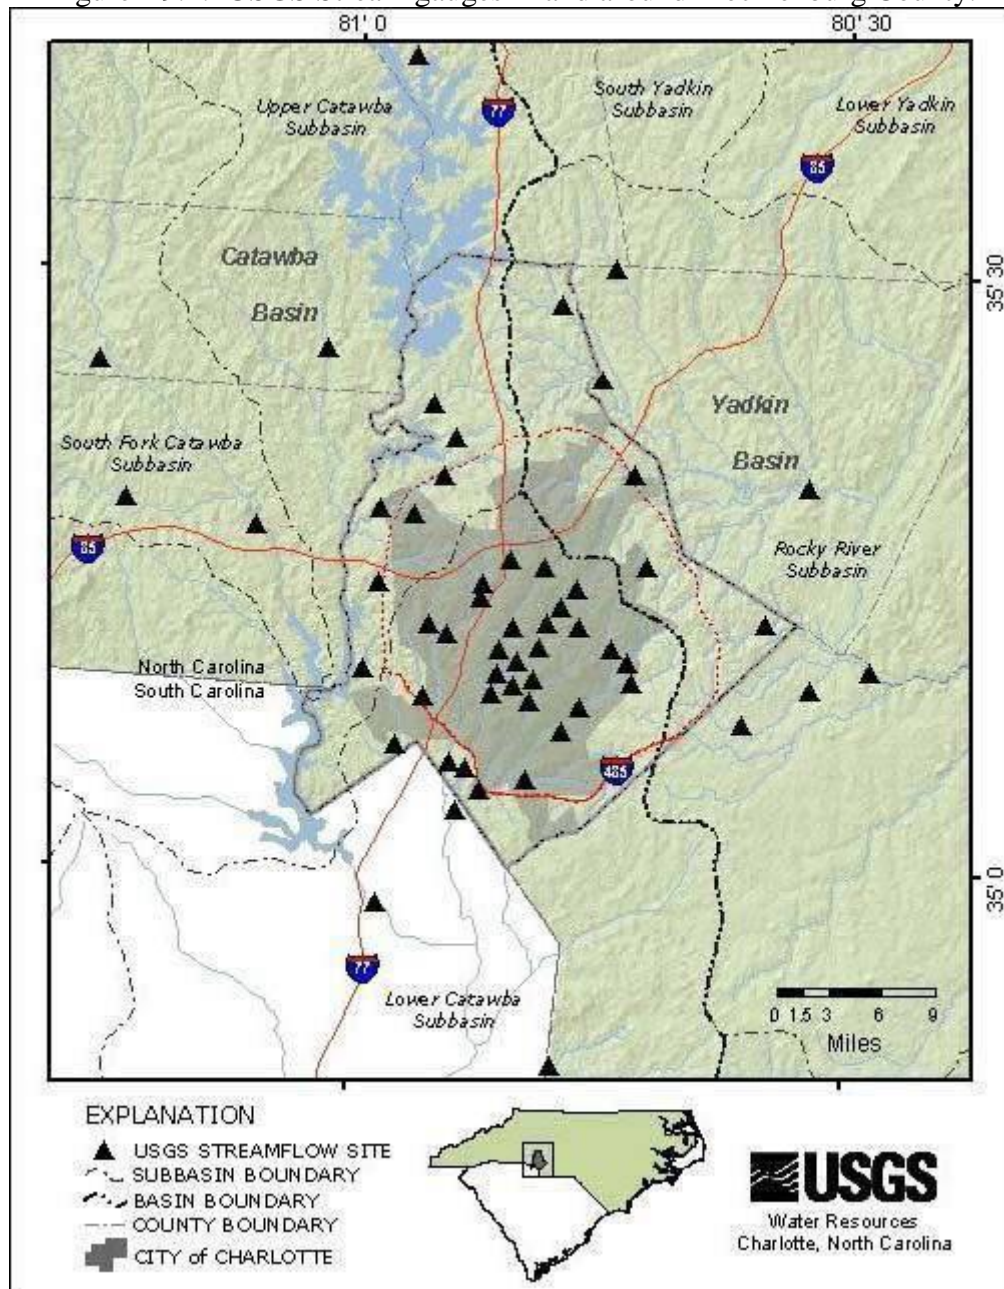 81° 0
80° 30
77
South Yadkin
Subbasin
Upper Catawba
Subbasin
Lower Yadkin
Subbasin
85
Catawba
Basin
35° 30
Yadkin
Basin
South Fork Catawba
Subbasin
85
Rocky River
Subbasin
North Carolina
South Carolina
485
35° 0
77
Lower Catawba
Subbasin
0 1.5 3 6 9
Miles
EXPLANATION
USGS STREAMFLOW SITE
SUBBASIN BOUNDARY
BASIN BOUNDARY
COUNTY BOUNDARY
CITY of CHARLOTTE
USGS
Water Resources
Charlotte, North Carolina